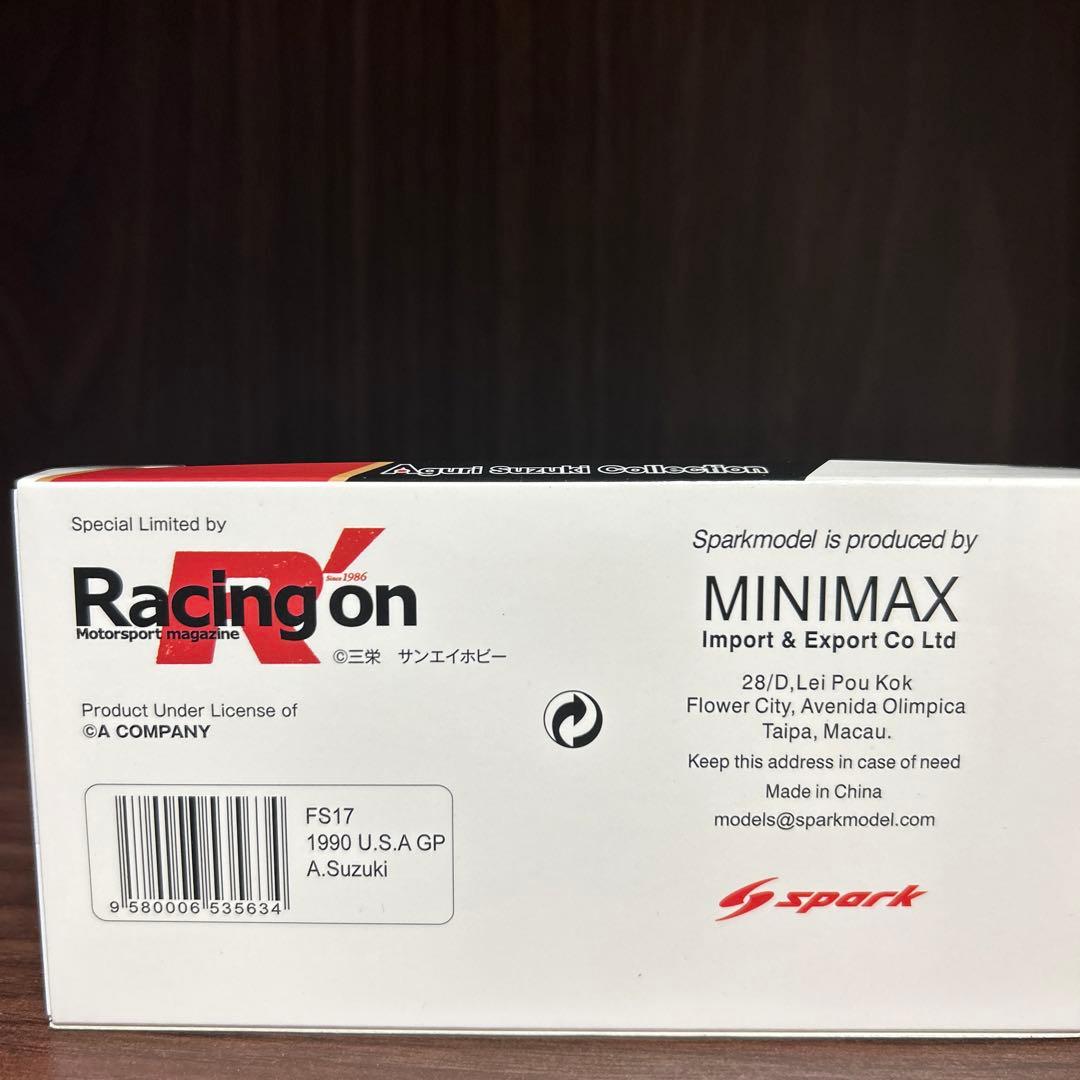 Aguri Suzuki Collection
Special Limited by
R'
Since 1986
Racing on
Motorsport magazine
©三栄 サンエイホビー
Product Under License of
©A COMPANY
FS17
1990 U.S.A GP
A.Suzuki
9 580006 535634
Sparkmodel is produced by
MINIMAX
Import & Export Co Ltd
28/D,Lei Pou Kok
Flower City, Avenida Olimpica
Taipa, Macau.
Keep this address in case of need
Made in China
models@sparkmodel.com
spark